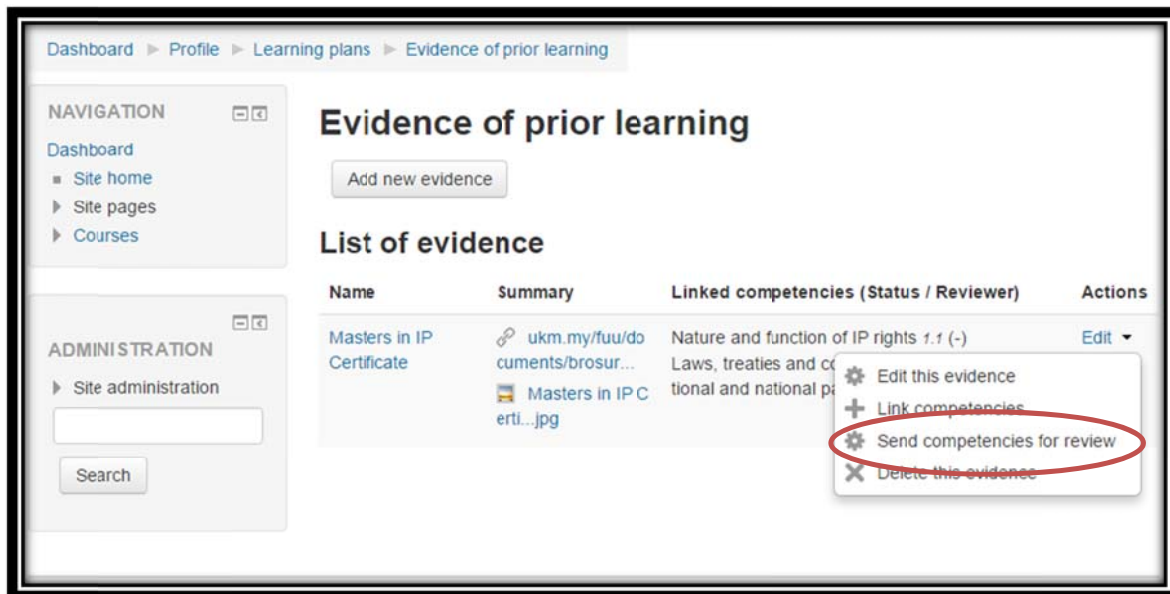 Dashboard ▶ Profile ▶ Learning plans ▶ Evidence of prior learning
NAVIGATION
Dashboard
Site home
Site pages
Courses
ADMINISTRATION
Site administration
Search
Evidence of prior learning
Add new evidence
List of evidence
Name Summary Linked competencies (Status / Reviewer) Actions
Masters in IP ukm.my/fuu/do Nature and function of IP rights 1.1 (-) Edit
Certificate cuments/brosur... Laws, treaties and
Masters in IP C tional and national
erti...jpg
Edit this evidence
Link competencies
Send competencies for review
Delete this evidence